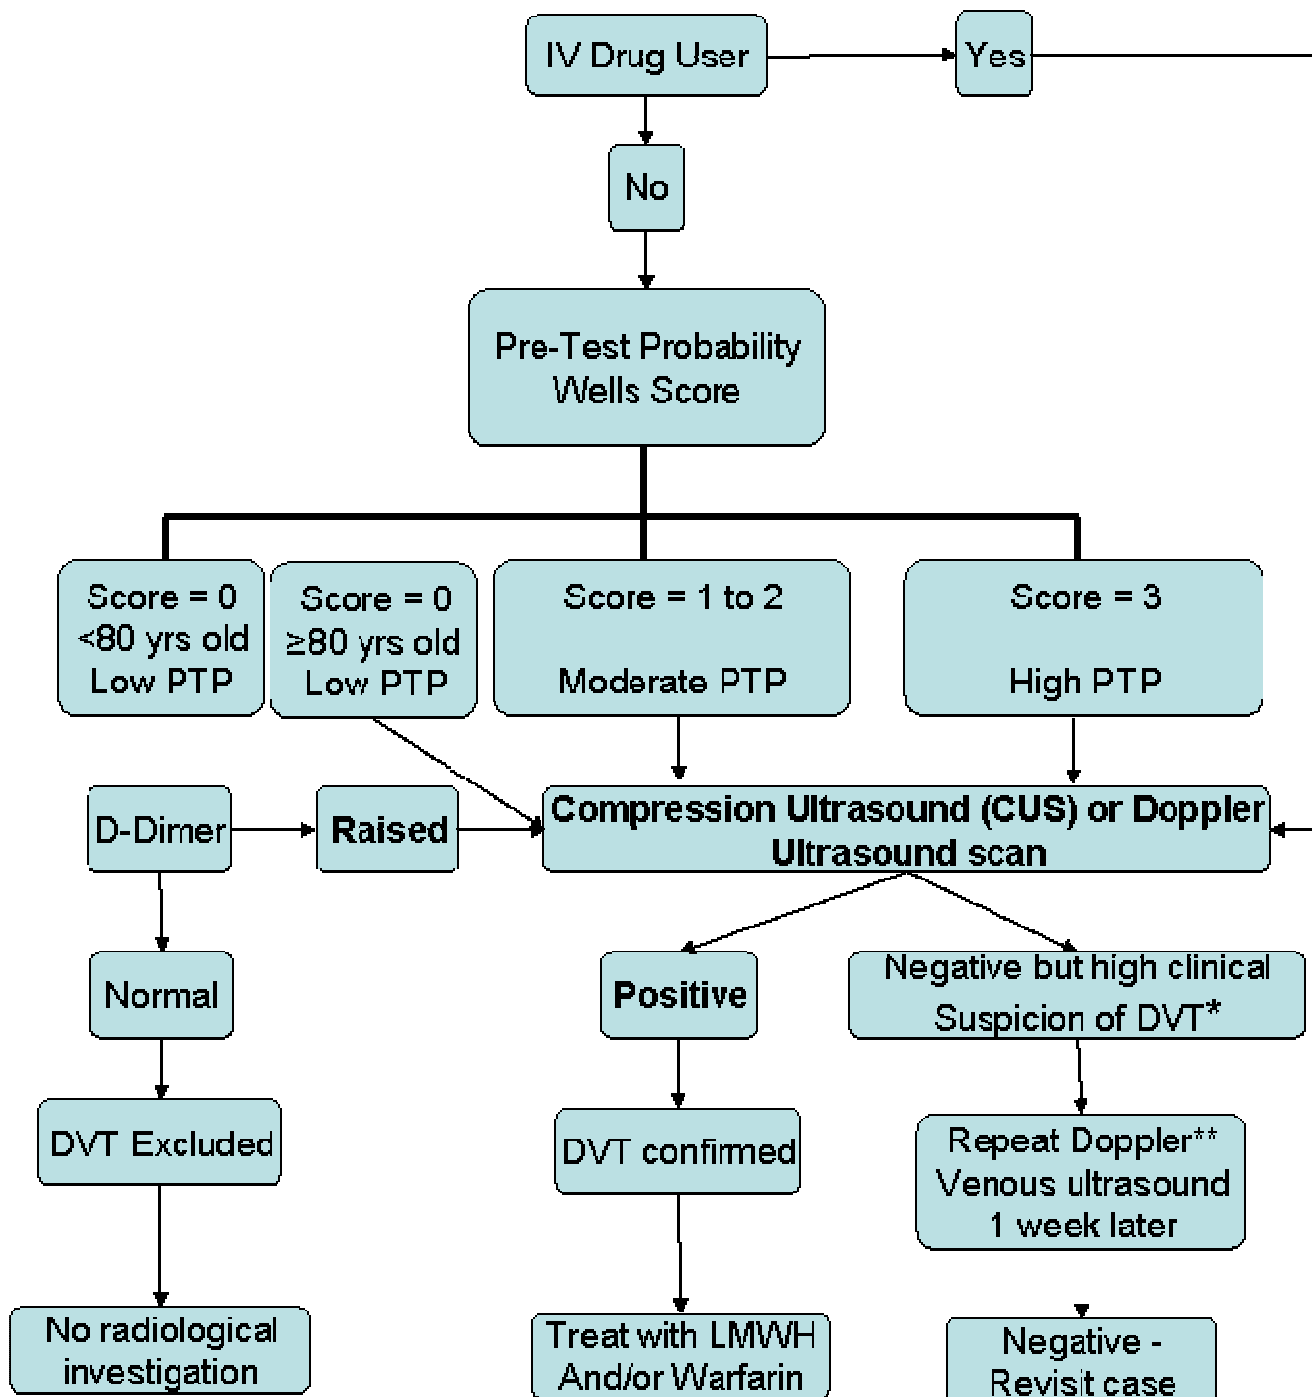 IV Drug User
Yes
No
Pre-Test Probability
Wells Score
Score = 0
<80 yrs old
Low PTP
Score = 0
≥80 yrs old
Low PTP
Score = 1 to 2
Moderate PTP
Score = 3
High PTP
D-Dimer
Raised
Compression Ultrasound (CUS) or Doppler
Ultrasound scan
Normal
Positive
Negative but high clinical
Suspicion of DVT*
DVT Excluded
DVT confirmed
Repeat Doppler**
Venous ultrasound
1 week later
No radiological
investigation
Treat with LMWH
And/or Warfarin
Negative -
Revisit case